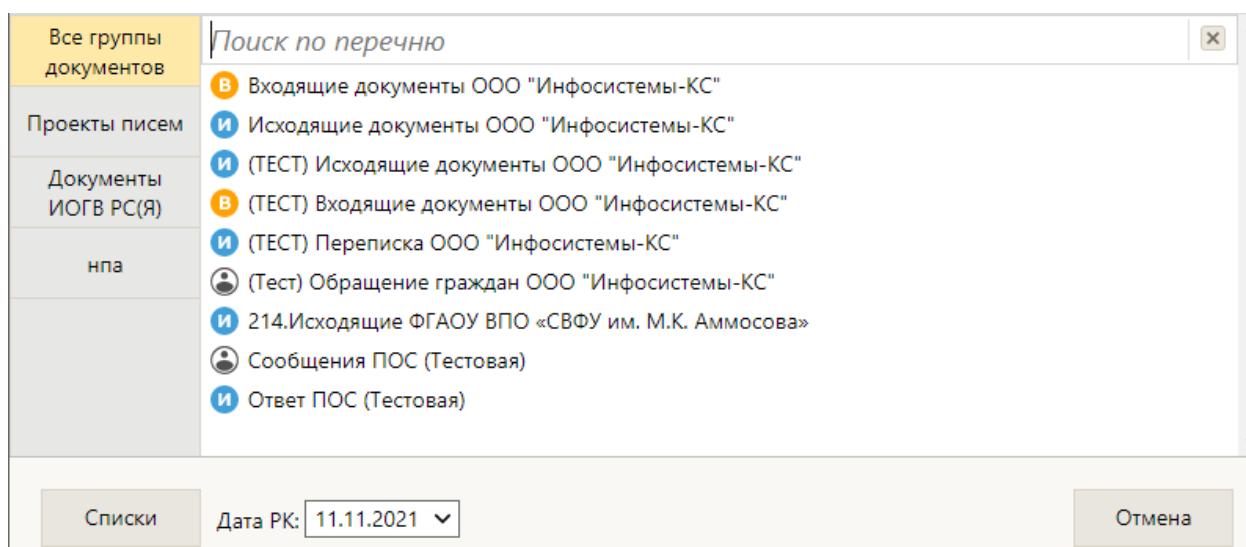 Все группы
документов
Проекты писем
Документы
ИОГВ РС(Я)
нпа
Поиск по перечню
В Входящие документы ООО "Инфосистемы-КС"
И Исходящие документы ООО "Инфосистемы-КС"
И (ТЕСТ) Исходящие документы ООО "Инфосистемы-КС"
В (ТЕСТ) Входящие документы ООО "Инфосистемы-КС"
И (ТЕСТ) Переписка ООО "Инфосистемы-КС"
(Тест) Обращение граждан ООО "Инфосистемы-КС"
И 214.Исходящие ФГАОУ ВПО «СВФУ им. М.К. Аммосова»
Сообщения ПОС (Тестовая)
И Ответ ПОС (Тестовая)
Списки Дата РК: 11.11.2021 Отмена